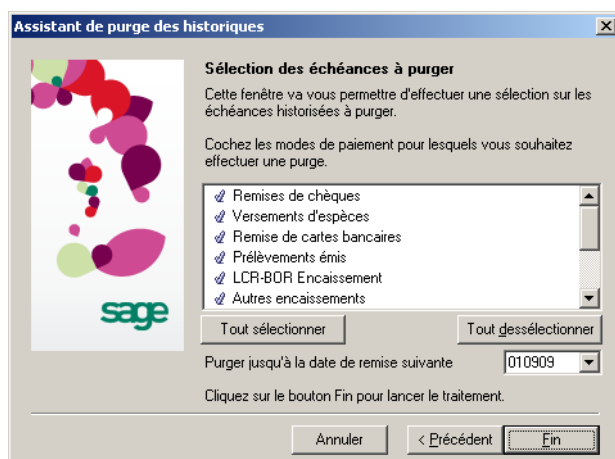 Assistant de purge des historiques
Sélection des échéances à purger
Cette fenêtre va vous permettre d'effectuer une sélection sur les
échéances historisées à purger.
Cochez les modes de paiement pour lesquels vous souhaitez
effectuer une purge.
Remises de chèques
Versements d'espèces
Remise de cartes bancaires
Prélèvements émis
LCR-BOR Encaissement
Autres encaissements
sage
Tout sélectionner
Tout dessélectionner
Purger jusqu'à la date de remise suivante
010909
Cliquez sur le bouton Fin pour lancer le traitement.
Annuler
< Précédent
Fin